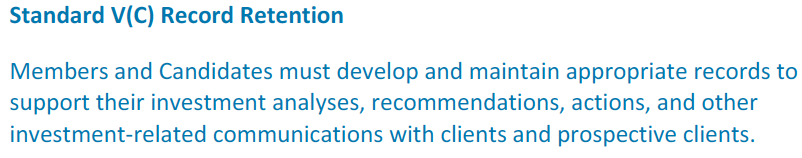 Standard V(C) Record Retention
Members and Candidates must develop and maintain appropriate records to
support their investment analyses, recommendations, actions, and other
investment-related communications with clients and prospective clients.